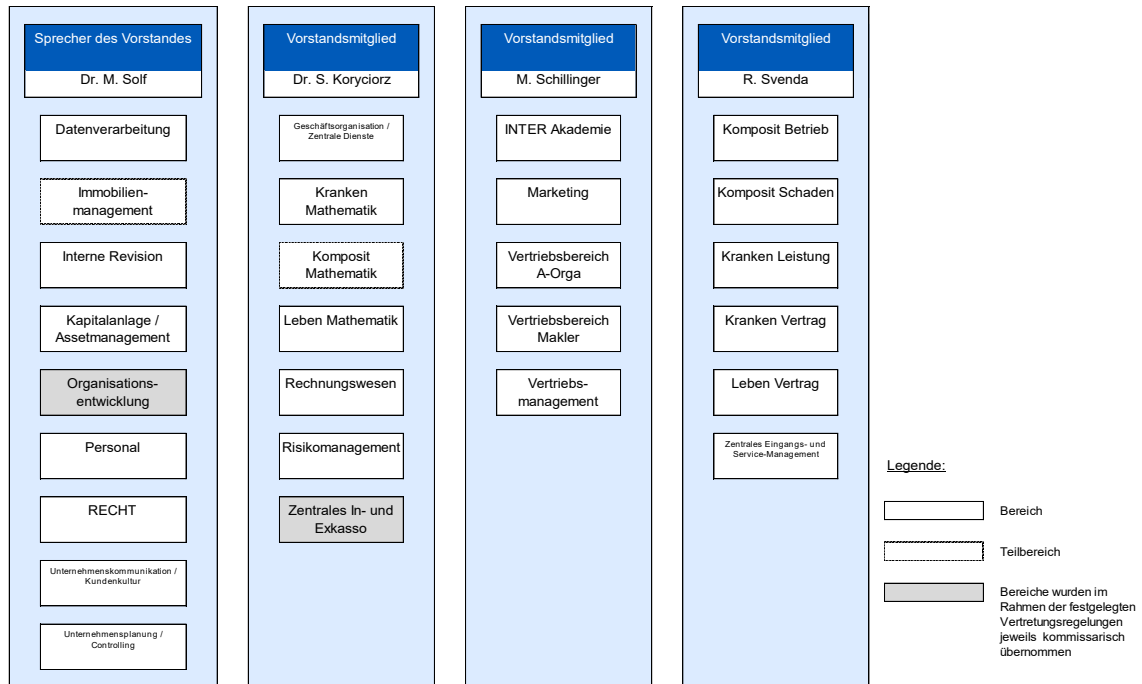 Sprecher des Vorstandes
Dr. M. Solf
Datenverarbeitung
Immobilien-
management
Interne Revision
Kapitalanlage /
Assetmanagement
Organisations-
entwicklung
Personal
RECHT
Unternehmenskommunikation /
Kundenkultur
Unternehmensplanung /
Controlling
Vorstandsmitglied
Dr. S. Koryciorz
Geschäftsorganisation /
Zentrale Dienste
Kranken
Mathematik
Komposit
Mathematik
Leben Mathematik
Rechnungswesen
Risikomanagement
Zentrales In- und
Exkasso
Vorstandsmitglied
M. Schillinger
INTER Akademie
Marketing
Vertriebsbereich
A-Orga
Vertriebsbereich
Makler
Vertriebs-
management
Vorstandsmitglied
R. Svenda
Komposit Betrieb
Komposit Schaden
Kranken Leistung
Kranken Vertrag
Leben Vertrag
Zentrales Eingangs- und
Service-Management
Legende:
Bereich
Teilbereich
Bereiche wurden im
Rahmen der festgelegten
Vertretungsregelungen
jeweils kommissarisch
übernommen